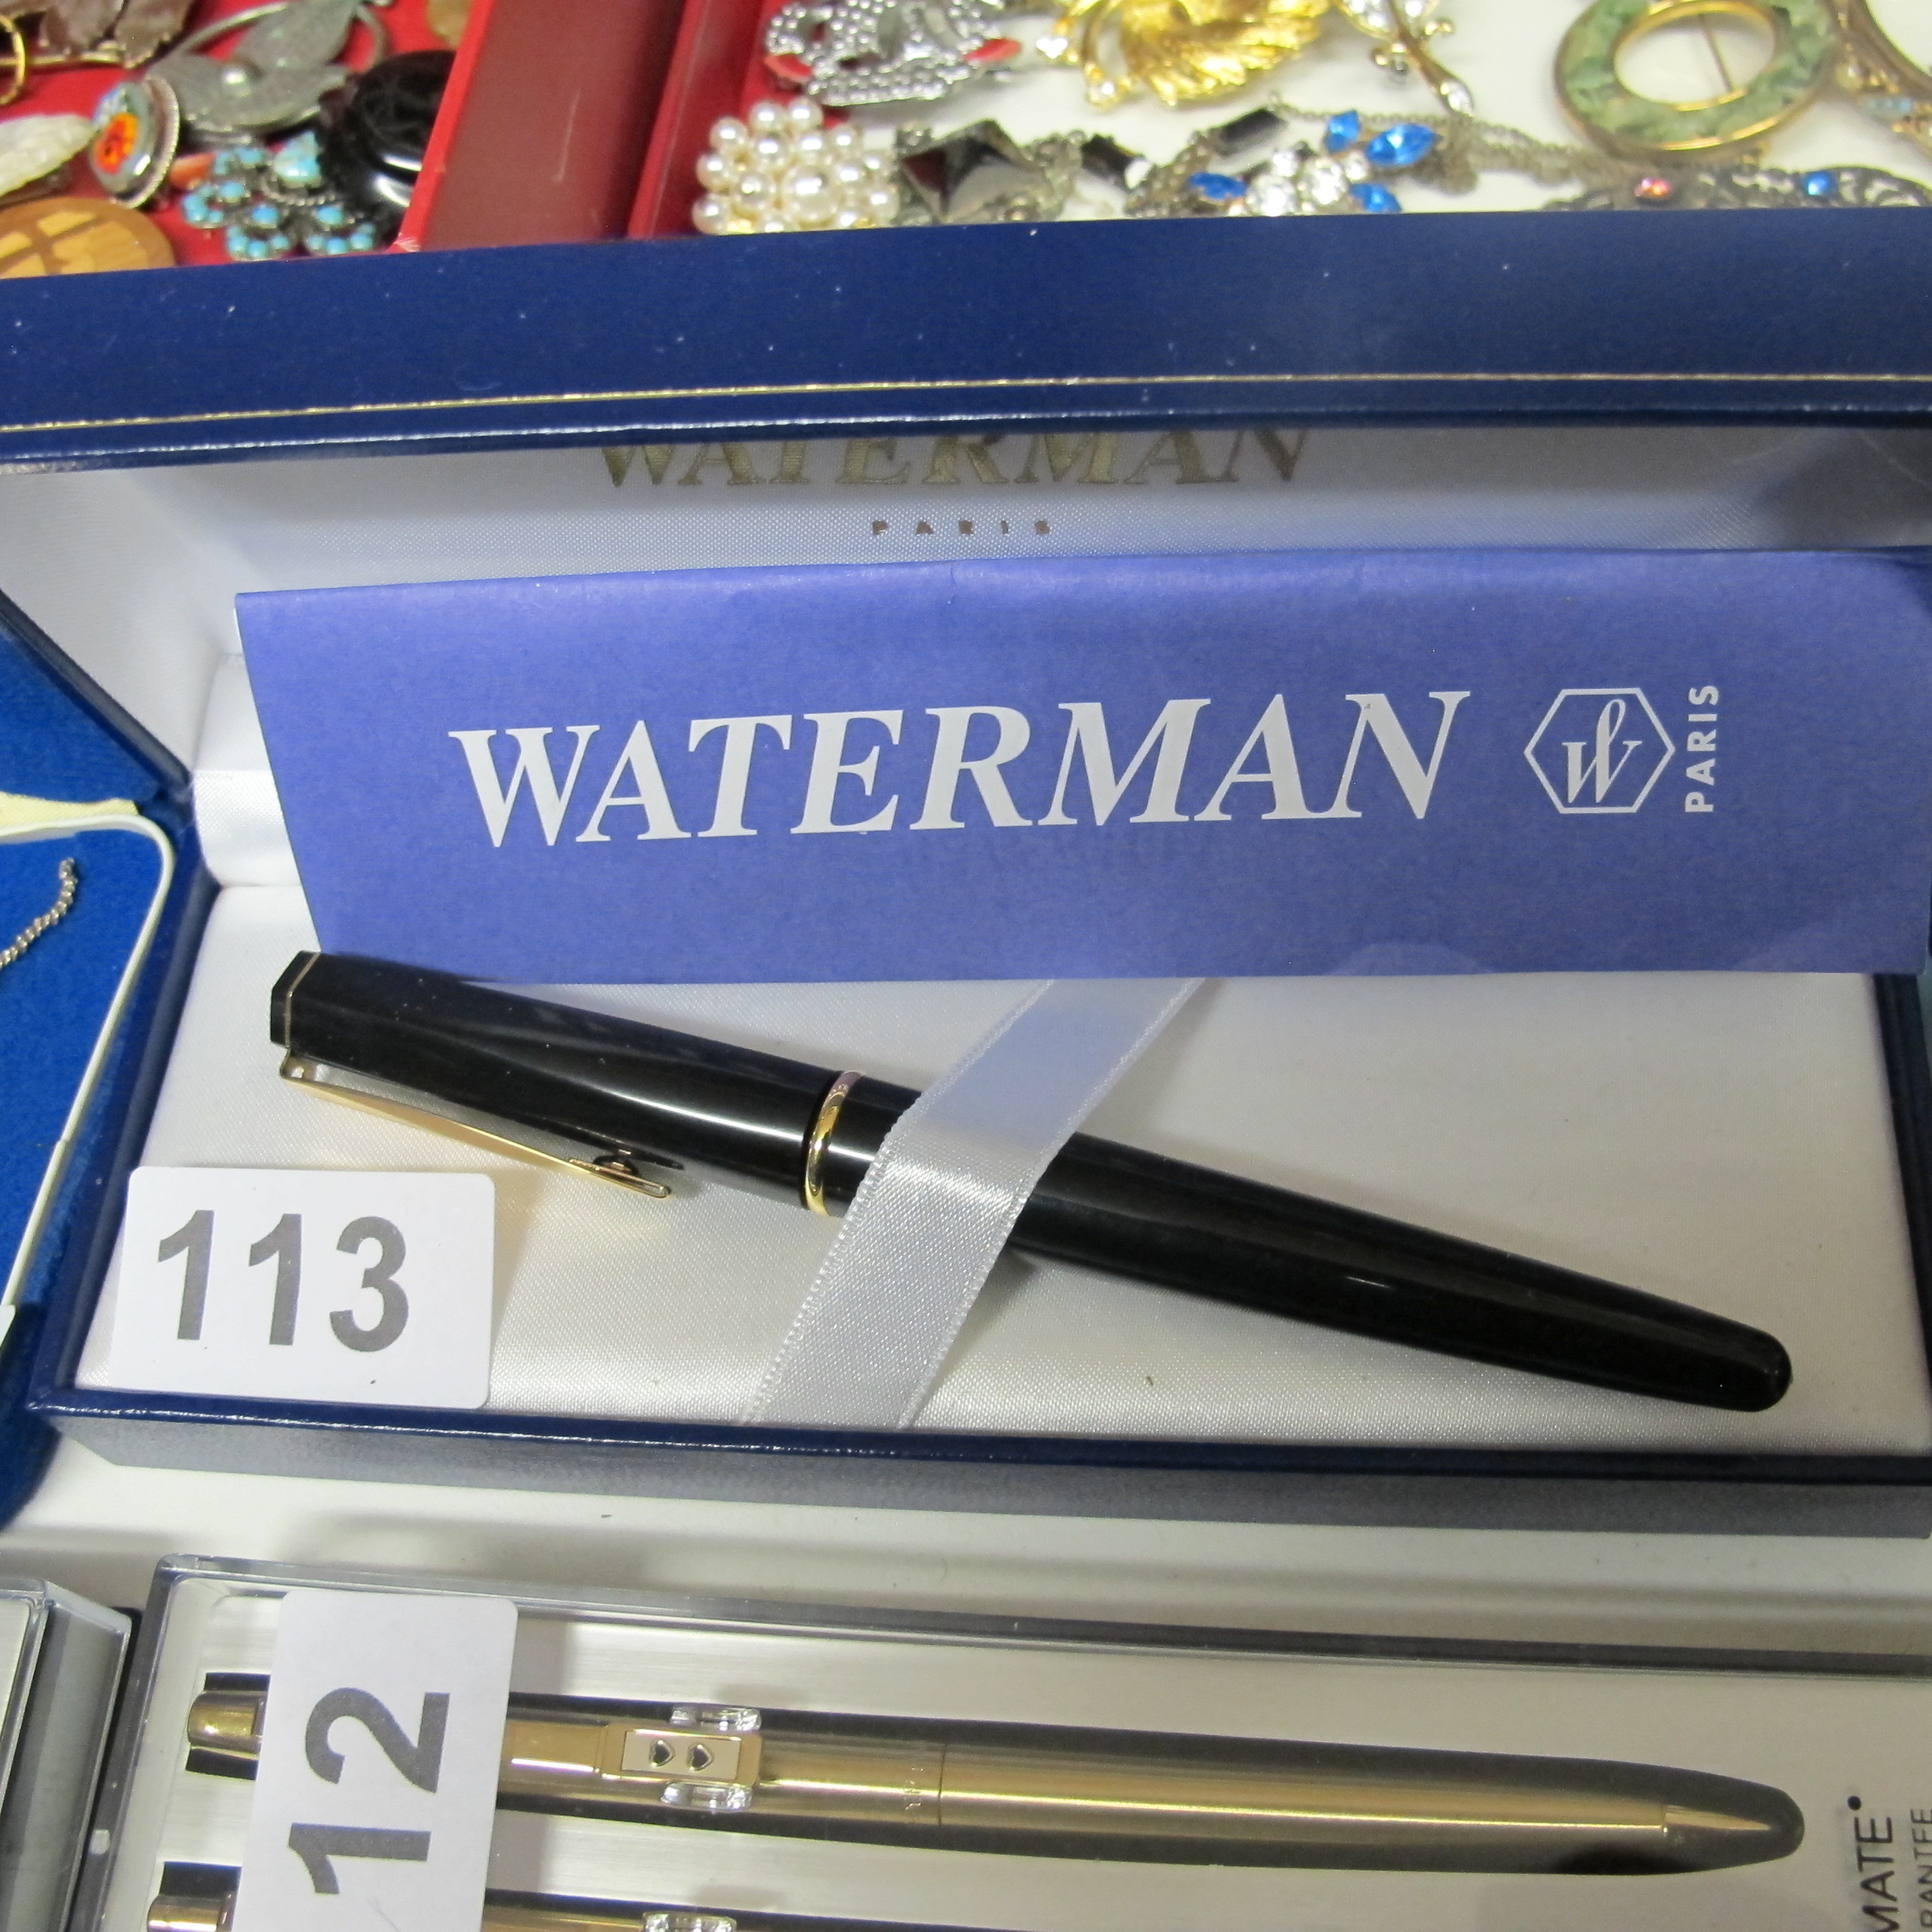 WATERMAN
PARIS
WATERMAN W PARIS
113
12
MATE